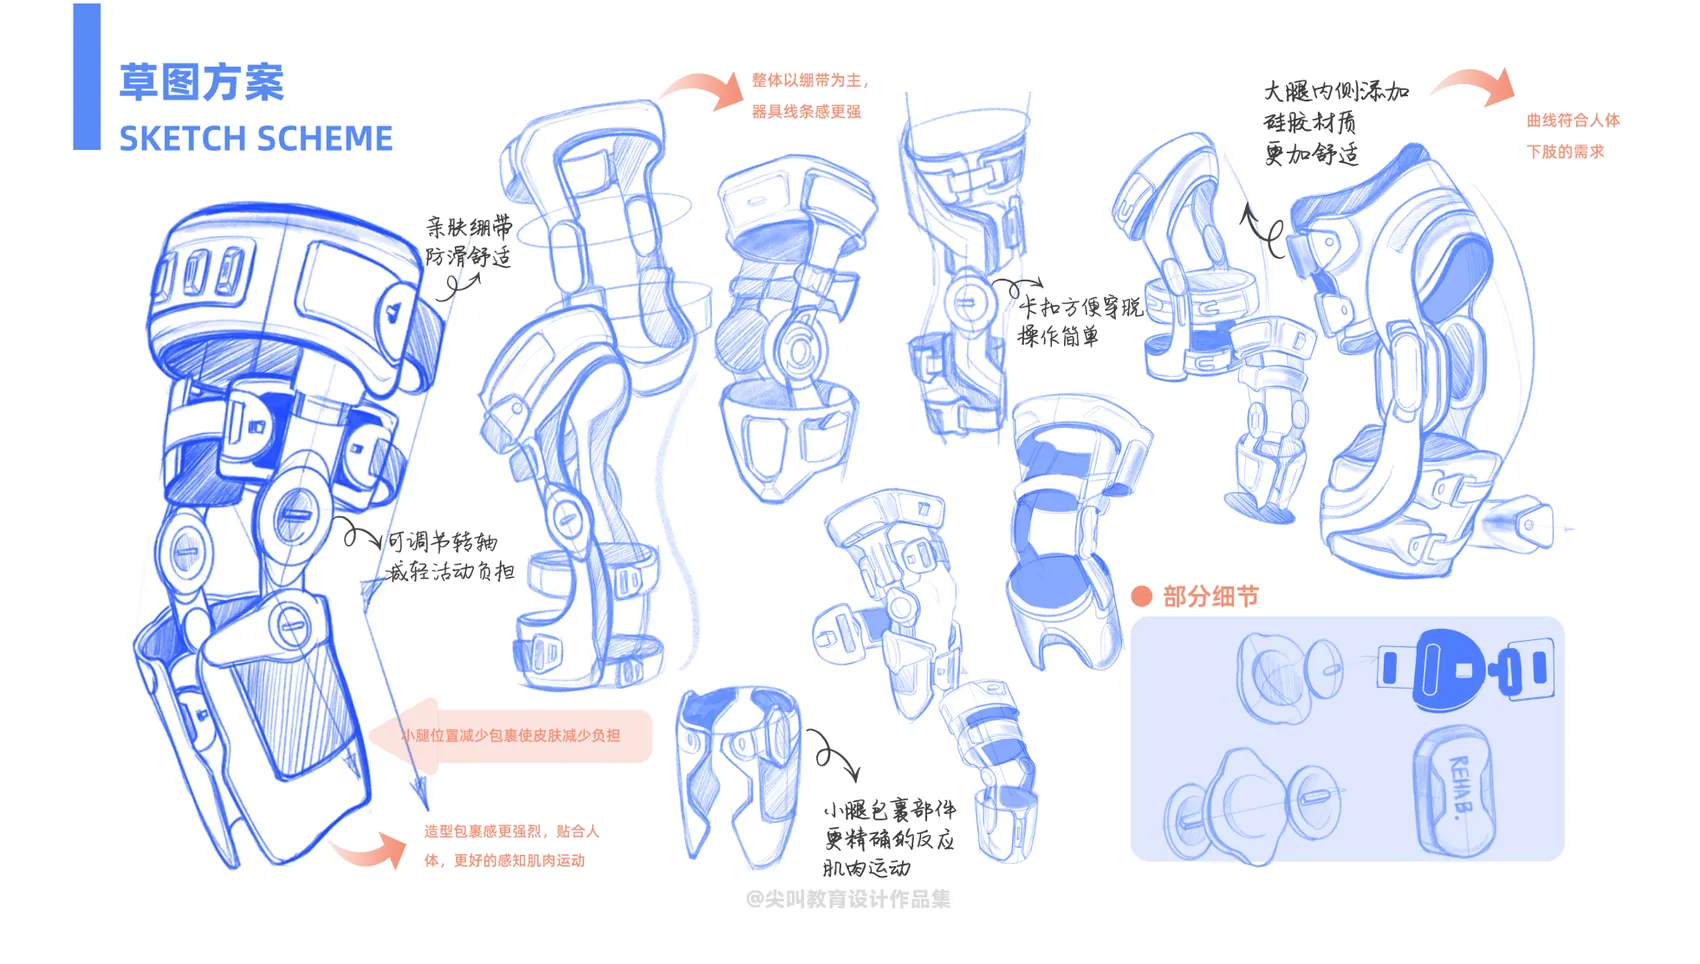 草图方案
SKETCH SCHEME
整体以绷带为主,
器具线条感更强
大腿内侧添加
硅胶材质
更加舒适
曲线符合人体
下肢的需求
亲肤绷带
防滑舒适
卡扣方便穿脱
操作简单
可调节转轴
减轻活动负担
部分细节
REHAB.
小腿位置减少包裹使皮肤减少负担
造型包裹感更强烈，贴合人
体，更好的感知肌肉运动
小腿包裹部件
更精确的反应
肌肉运动
@尖叫教育设计作品集